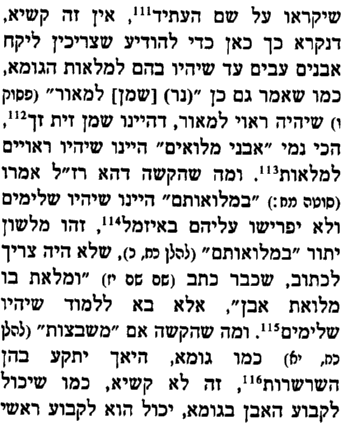 שיקראו על שם העתיד111, אין זה קשיא,
דנקרא כך כאן כדי להודיע שצריכין ליקח
אבנים עבים עד שיהיו בהם למלאות הגומא,
כמו שאמר גם כן "(נר) [שמן] למאור" (פסוק
ו) שיהיה ראוי למאור, דהיינו שמן זית זך112,
הכי נמי "אבני מלואים" היינו שיהיו ראויים
למלאות113. ומה שהקשה דהא רז"ל אמרו
(סוטה מח:) "במלואותם" היינו שיהיו שלימים
ולא יפרישו עליהם באיזמל114, זהו מלשון
יתור "במלואותם" (להלן כח, כ), שלא היה צריך
לכתוב, שכבר כתב (שם שם יז) "ומלאת בו
מלואת אבן", אלא בא ללמוד שיהיו
שלימים115. ומה שהקשה אם "משבצות" (להלן
כח, יא) כמו גומא, היאך יתקע בהן
השרשרות116, זה לא קשיא, כמו שיכול
לקבוע האבן בגומא, יכול הוא לקבוע ראשי